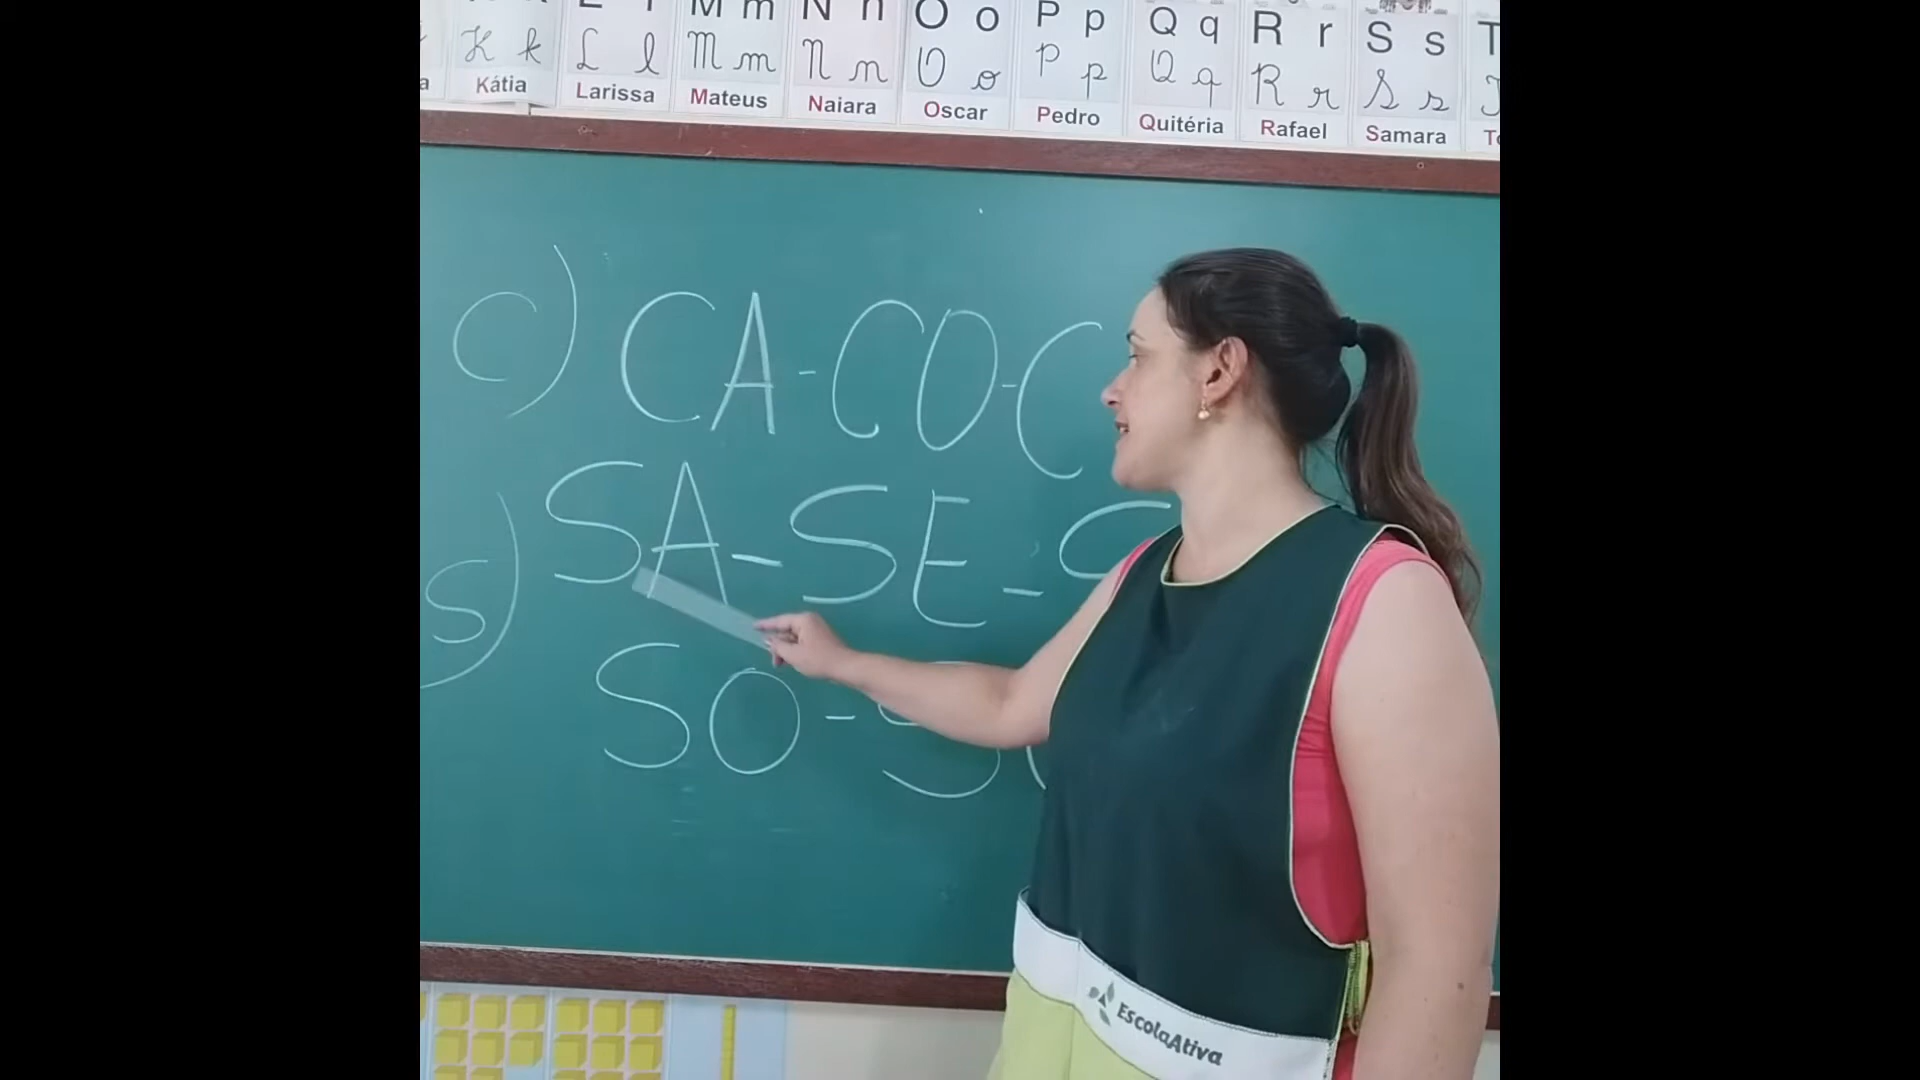 K k L l M m N n O o P p Q q R r S s T
K k L l M m N n O o P p Q q R r S s
Kátia Larissa Mateus Naiara Oscar Pedro Quitéria Rafael Samara
C) CA-CO-C
S) SA-SE-S
SO-S
EscolaAtiva